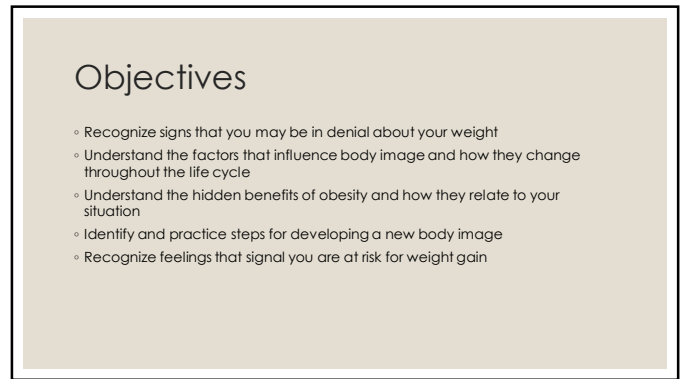 Objectives
◦ Recognize signs that you may be in denial about your weight
◦ Understand the factors that influence body image and how they change
throughout the life cycle
◦ Understand the hidden benefits of obesity and how they relate to your
situation
◦ Identify and practice steps for developing a new body image
◦ Recognize feelings that signal you are at risk for weight gain